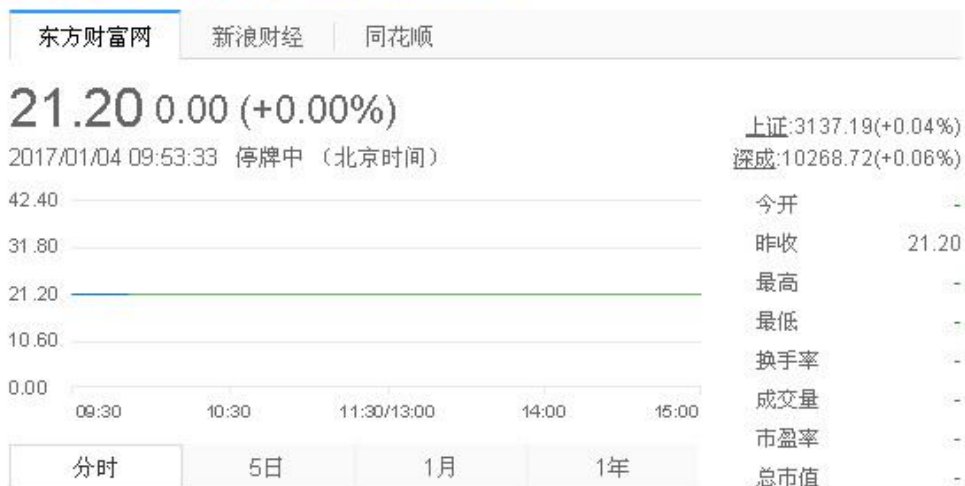 东方财富网 新浪财经 同花顺
21.20 0.00 (+0.00%)
2017/01/04 09:53:33 停牌中 （北京时间）
上证:3137.19(+0.04%)
深成:10268.72(+0.06%)
42.40
31.80
21.20
10.60
0.00
09:30 10:30 11:30/13:00 14:00 15:00
分时 5日 1月 1年
今开 -
昨收 21.20
最高 -
最低 -
换手率 -
成交量 -
市盈率 -
总市值 -